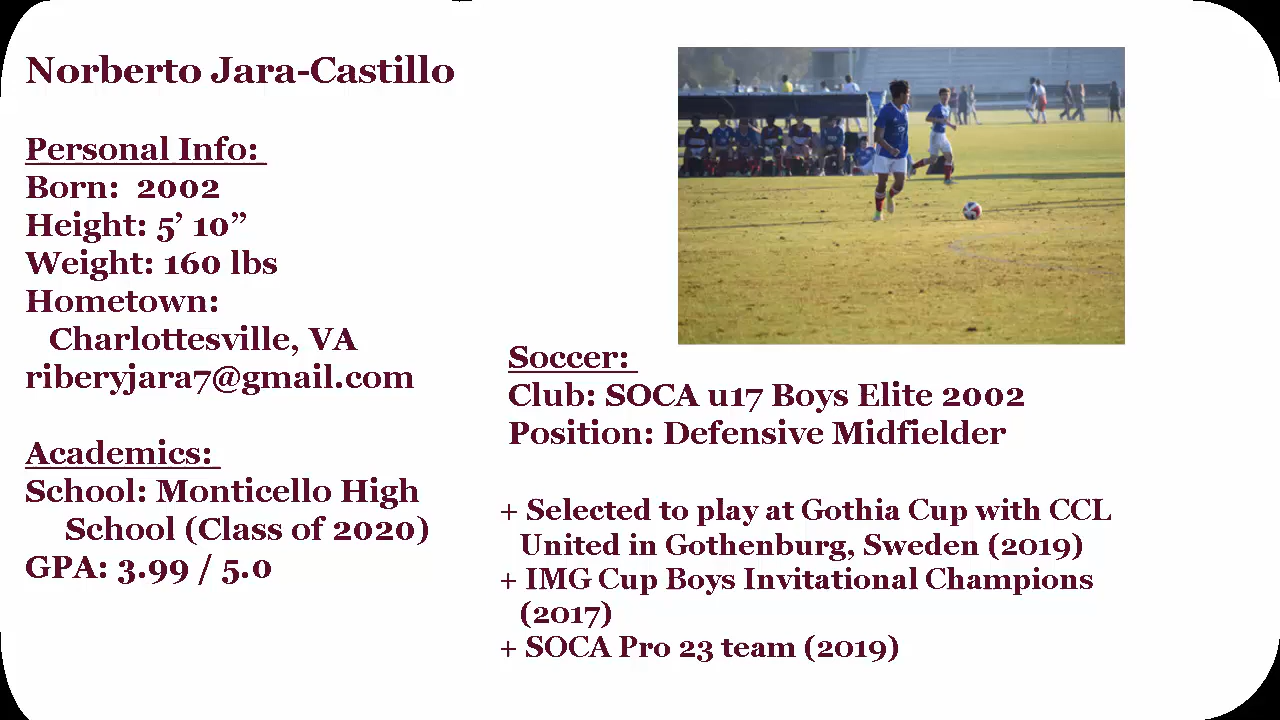 Norberto Jara-Castillo
Personal Info:
Born: 2002
Height: 5’ 10”
Weight: 160 lbs
Hometown:
Charlottesville, VA
riberyjara7@gmail.com
Academics:
School: Monticello High
School (Class of 2020)
GPA: 3.99 / 5.0
Soccer:
Club: SOCA u17 Boys Elite 2002
Position: Defensive Midfielder
+ Selected to play at Gothia Cup with CCL
United in Gothenburg, Sweden (2019)
+ IMG Cup Boys Invitational Champions
(2017)
+ SOCA Pro 23 team (2019)